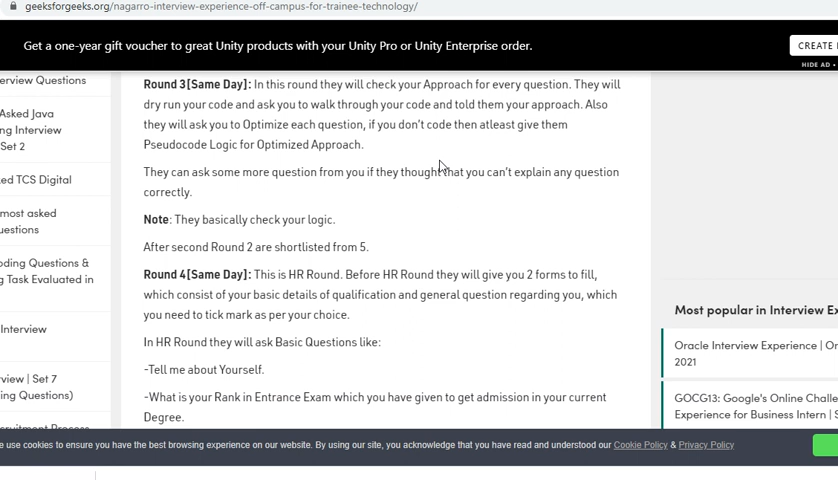 geeksforgeeks.org/nagarro-interview-experience-off-campus-for-trainee-technology/
Get a one-year gift voucher to great Unity products with your Unity Pro or Unity Enterprise order.
CREATE
HIDE AD •
erview Questions
Asked Java
ng Interview
Set 2
ked TCS Digital
most asked
uestions
oding Questions &
g Task Evaluated in
Interview
view | Set 7
ing Questions)
cruitment Process
Round 3[Same Day]: In this round they will check your Approach for every question. They will
dry run your code and ask you to walk through your code and told them your approach. Also
they will ask you to Optimize each question, if you don't code then atleast give them
Pseudocode Logic for Optimized Approach.
They can ask some more question from you if they thought that you can't explain any question
correctly.
Note: They basically check your logic.
After second Round 2 are shortlisted from 5.
Round 4[Same Day]: This is HR Round. Before HR Round they will give you 2 forms to fill,
which consist of your basic details of qualification and general question regarding you, which
you need to tick mark as per your choice.
In HR Round they will ask Basic Questions like:
-Tell me about Yourself.
-What is your Rank in Entrance Exam which you have given to get admission in your current
Degree.
Most popular in Interview Ex
Oracle Interview Experience | Or
2021
GOCG13: Google's Online Challe
Experience for Business Intern | S
e use cookies to ensure you have the best browsing experience on our website. By using our site, you acknowledge that you have read and understood our Cookie Policy & Privacy Policy